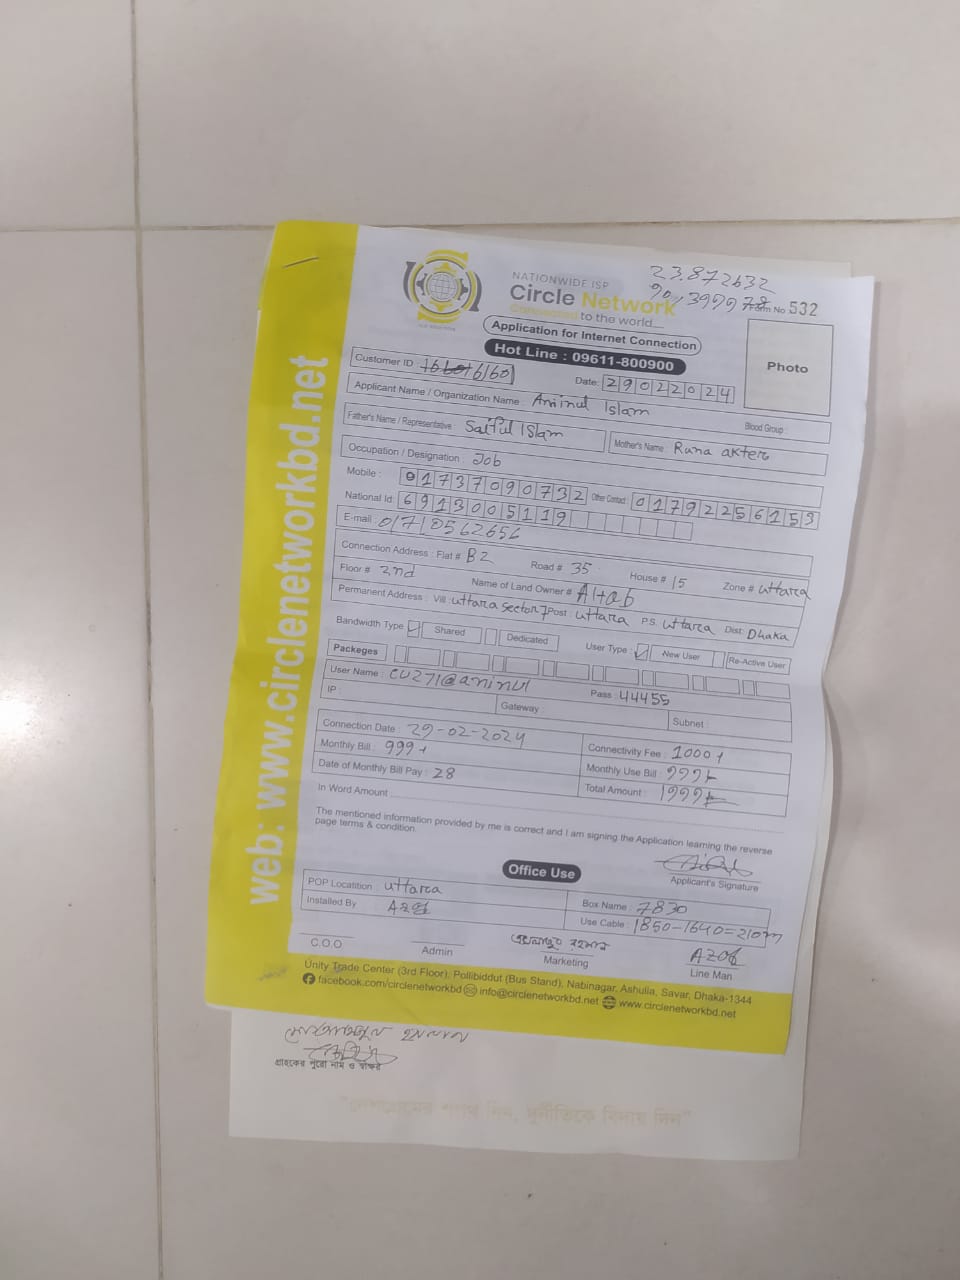 web: www.circlenetworkbd.net
23.872632
90,399978
NATIONWIDE ISP
Circle Network
Connected to the world....
Form No 532
Application for Internet Connection
Hot Line : 09611-800900
Photo
Customer ID : 6160
Date: 29022024
Applicant Name / Organization Name : Aminul Islam
Blood Group :
Father's Name / Representative : Saiful Islam Mother's Name : Runa akter
Occupation / Designation : Job
Mobile : 01737090732 Other Contact : 01792256153
National Id: 6913005119
E-mail : 01710562656
Connection Address : Flat # B2 Road # 35 House # 15 Zone # uttara
Floor # 2nd Name of Land Owner # Altab
Permanent Address : Vill: uttara sector 7 Post : uttara P.S. uttara Dist: Dhaka
Bandwidth Type ✓ Shared Dedicated User Type : ✓ New User Re-Active User
Packeges
User Name : CU271@aminul Pass : 44455
IP : Gateway : Subnet :
Connection Date : 29-02-2024 Connectivity Fee : 1000/
Monthly Bill : 999/ Monthly Use Bill : 999/
Date of Monthly Bill Pay : 28 Total Amount : 1999/
In Word Amount
The mentioned information provided by me is correct and I am signing the Application learning the reverse
page terms & condition.
Applicant's Signature
Office Use
POP Locatition : uttara Box Name : 7830
Installed By Use Cable : 1850-1640=210m
C.O.O Admin Marketing Line Man
Unity Trade Center (3rd Floor), Pollibiddut (Bus Stand), Nabinagar, Ashulia, Savar, Dhaka-1344
facebook.com/circlenetworkbd info@circlenetworkbd.net www.circlenetworkbd.net
গ্রাহকের পুরো নাম ও স্বাক্ষর
"দেশপ্রেমের শপথ নিন, দুর্নীতিকে বিদায় দিন"